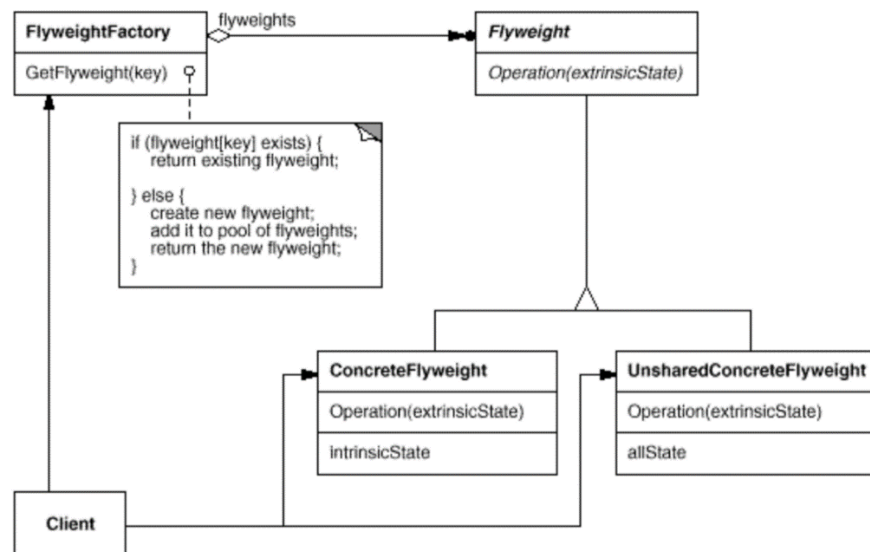 flyweights
FlyweightFactory
GetFlyweight(key)
Flyweight
Operation(extrinsicState)
if (flyweight[key] exists) {
return existing flyweight;
} else {
create new flyweight;
add it to pool of flyweights;
return the new flyweight;
}
ConcreteFlyweight
Operation(extrinsicState)
intrinsicState
UnsharedConcreteFlyweight
Operation(extrinsicState)
allState
Client